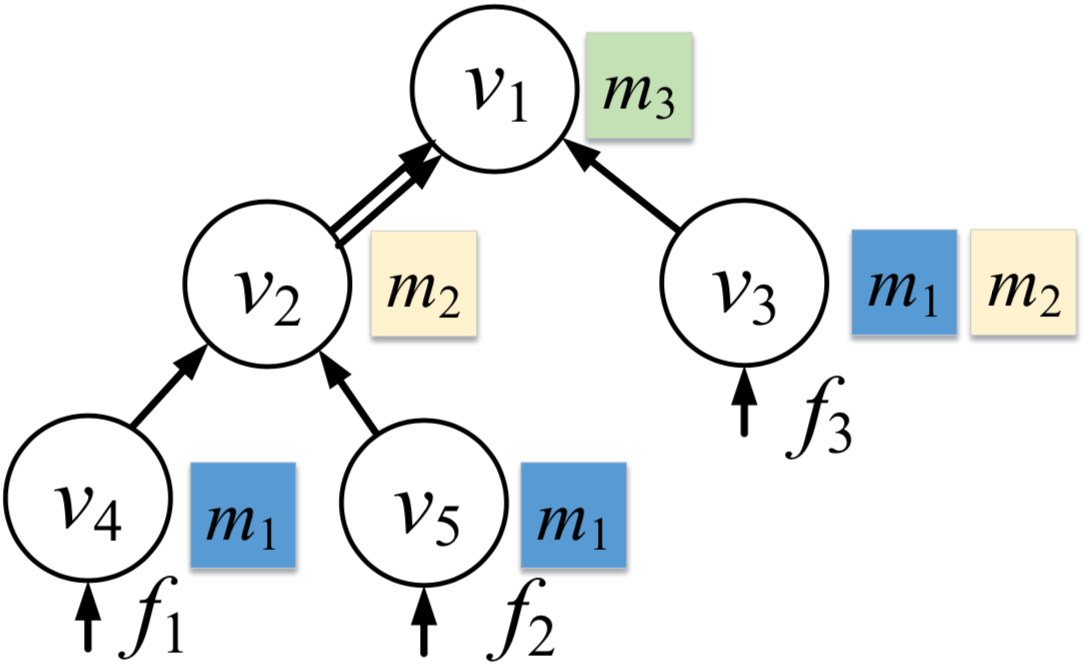 v₁ m₃
v₂ m₂ v₃ m₁ m₂
f₃
v₄ m₁ v₅ m₁
f₁ f₂